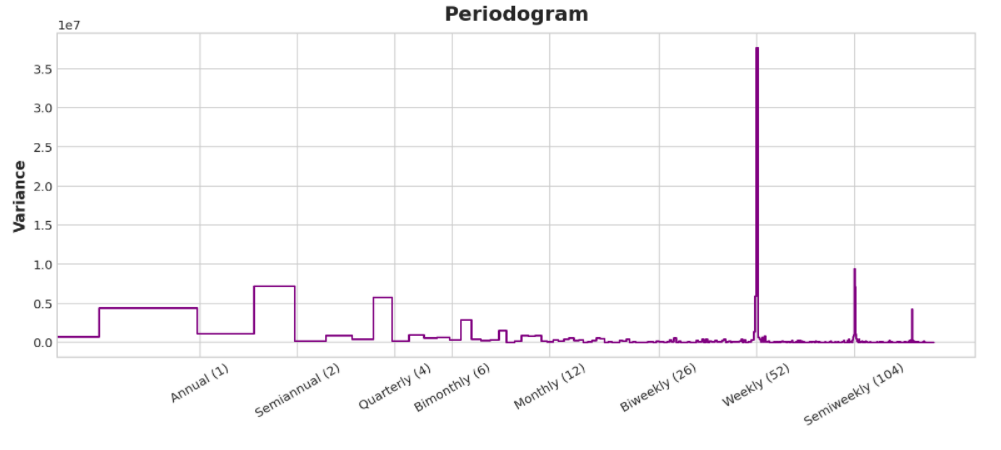 Periodogram
1e7
3.5
3.0
2.5
2.0
1.5
1.0
0.5
0.0
Variance
Annual (1)
Semiannual (2)
Quarterly (4)
Bimonthly (6)
Monthly (12)
Biweekly (26)
Weekly (52)
Semiweekly (104)